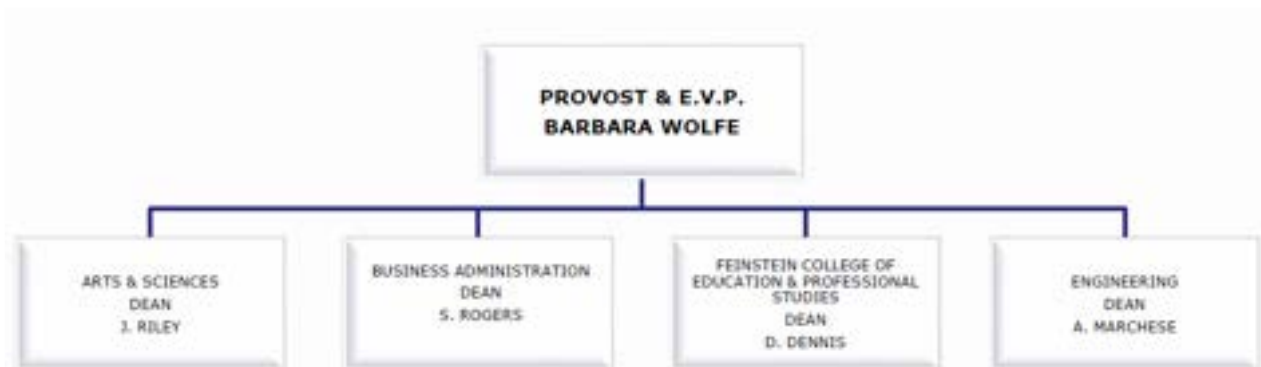 PROVOST & E.V.P.
BARBARA WOLFE
ARTS & SCIENCES
DEAN
J. RILEY
BUSINESS ADMINISTRATION
DEAN
S. ROGERS
FEINSTEIN COLLEGE OF
EDUCATION & PROFESSIONAL
STUDIES
DEAN
D. DENNIS
ENGINEERING
DEAN
A. MARCHESE